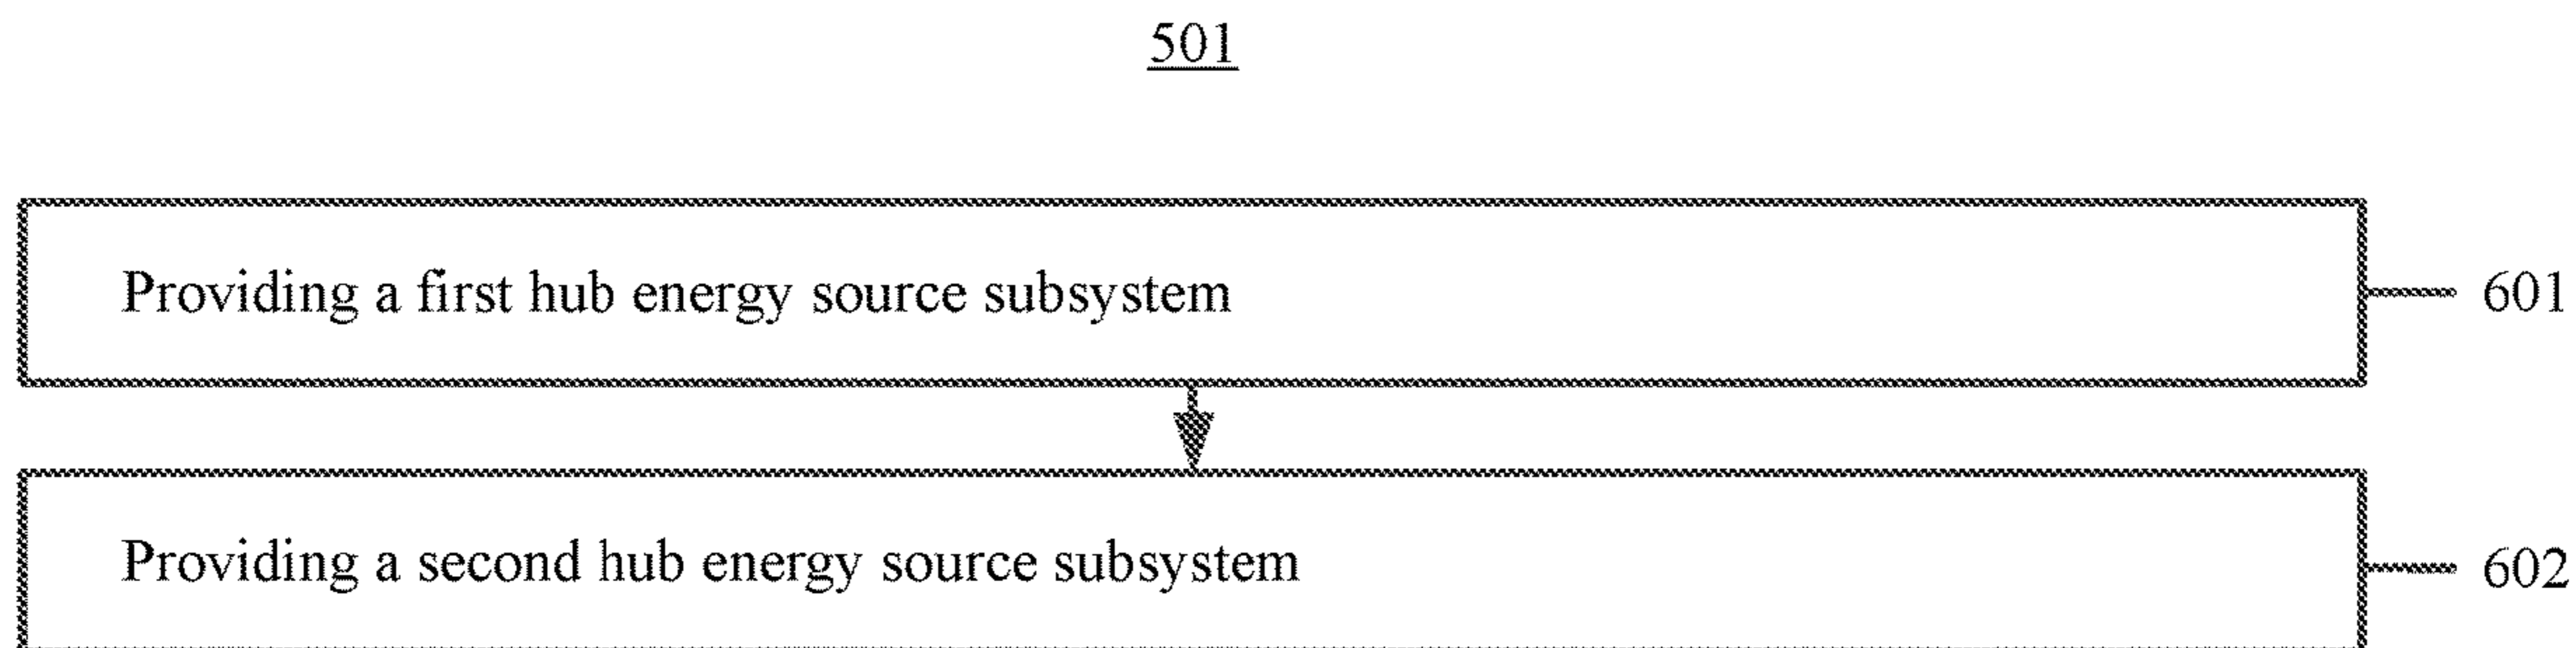 501
Providing a first hub energy source subsystem
601
Providing a second hub energy source subsystem
602